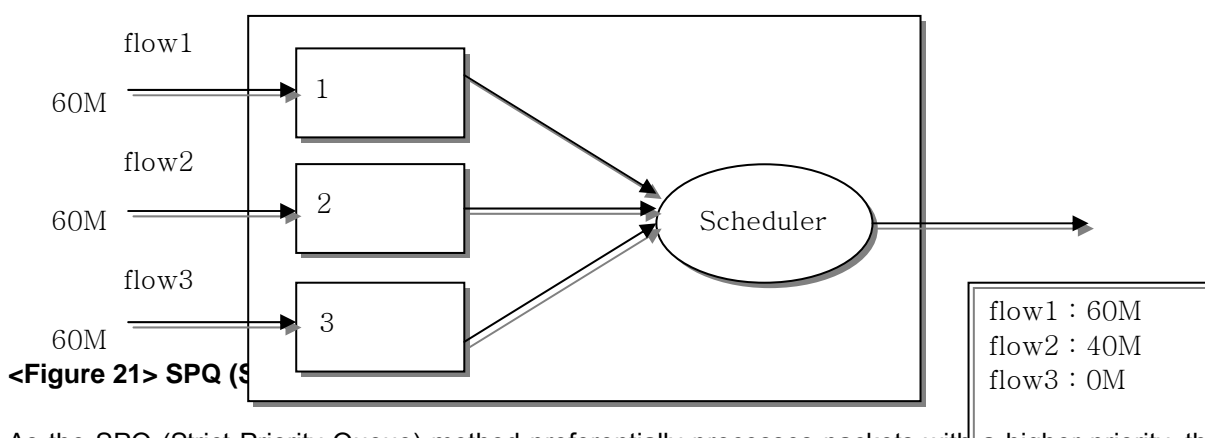 flow1
60M
1
flow2
60M
2
Scheduler
flow3
60M
3
flow1 : 60M
flow2 : 40M
flow3 : 0M
<Figure 21> SPQ (S
As the SPQ (Strict Priority Queue) method preferentially processes packets with a higher priority, th